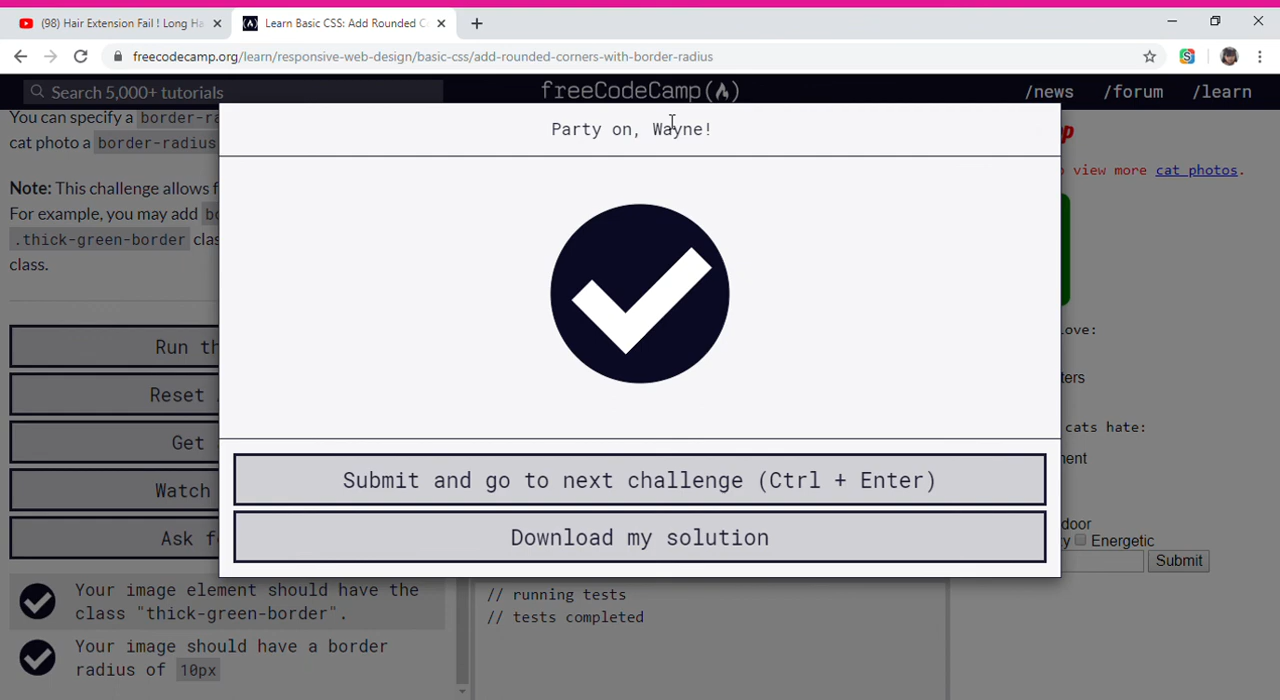 (98) Hair Extension Fail ! Long Ha
Learn Basic CSS: Add Rounded C
freecodecamp.org/learn/responsive-web-design/basic-css/add-rounded-corners-with-border-radius
Search 5,000+ tutorials
freeCodeCamp
/news
/forum
/learn
You can specify a border-ra
cat photo a border-radius
Note: This challenge allows f
For example, you may add bo
.thick-green-border clas
class.
Run th
Reset
Get
Watch
Ask fo
Your image element should have the
class "thick-green-border".
Your image should have a border
radius of 10px
Party on, Wayne!
Submit and go to next challenge (Ctrl + Enter)
Download my solution
// running tests
// tests completed
p
o view more cat photos.
love:
ters
cats hate:
ment
door
y Energetic
Submit